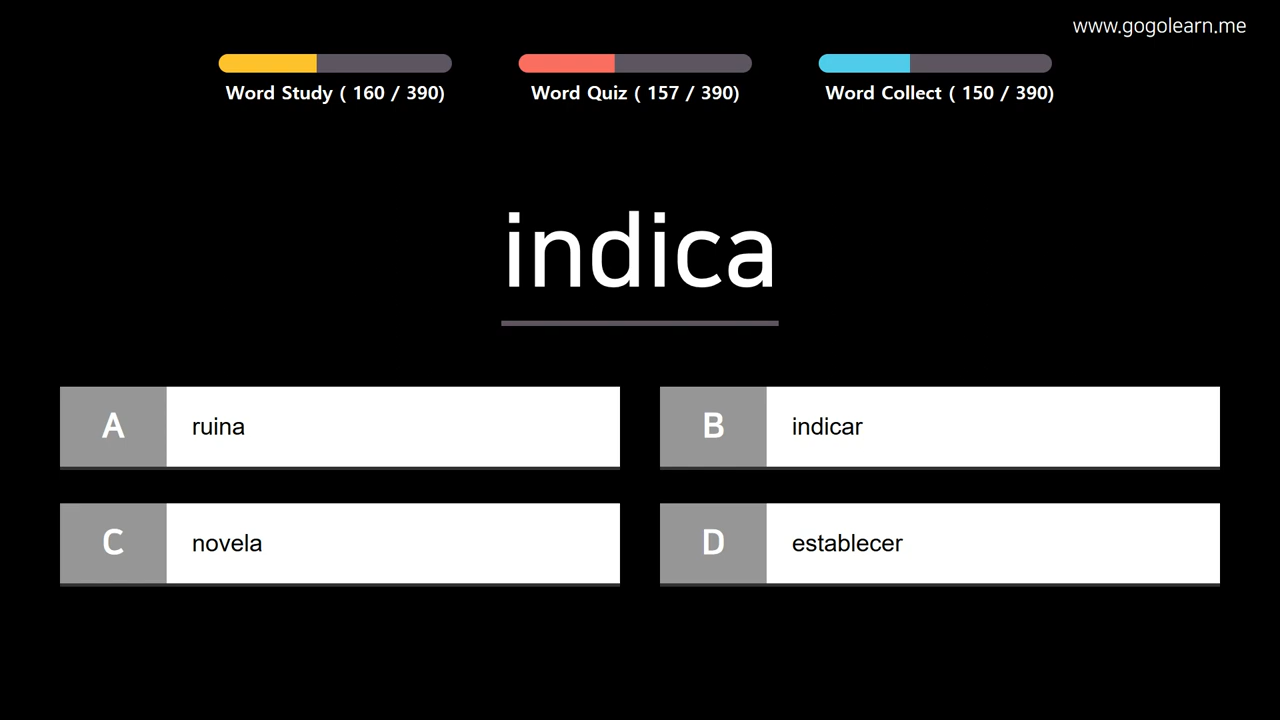 www.gogolearn.me
Word Study ( 160 / 390)
Word Quiz ( 157 / 390)
Word Collect ( 150 / 390)
indica
A ruina
B indicar
C novela
D establecer